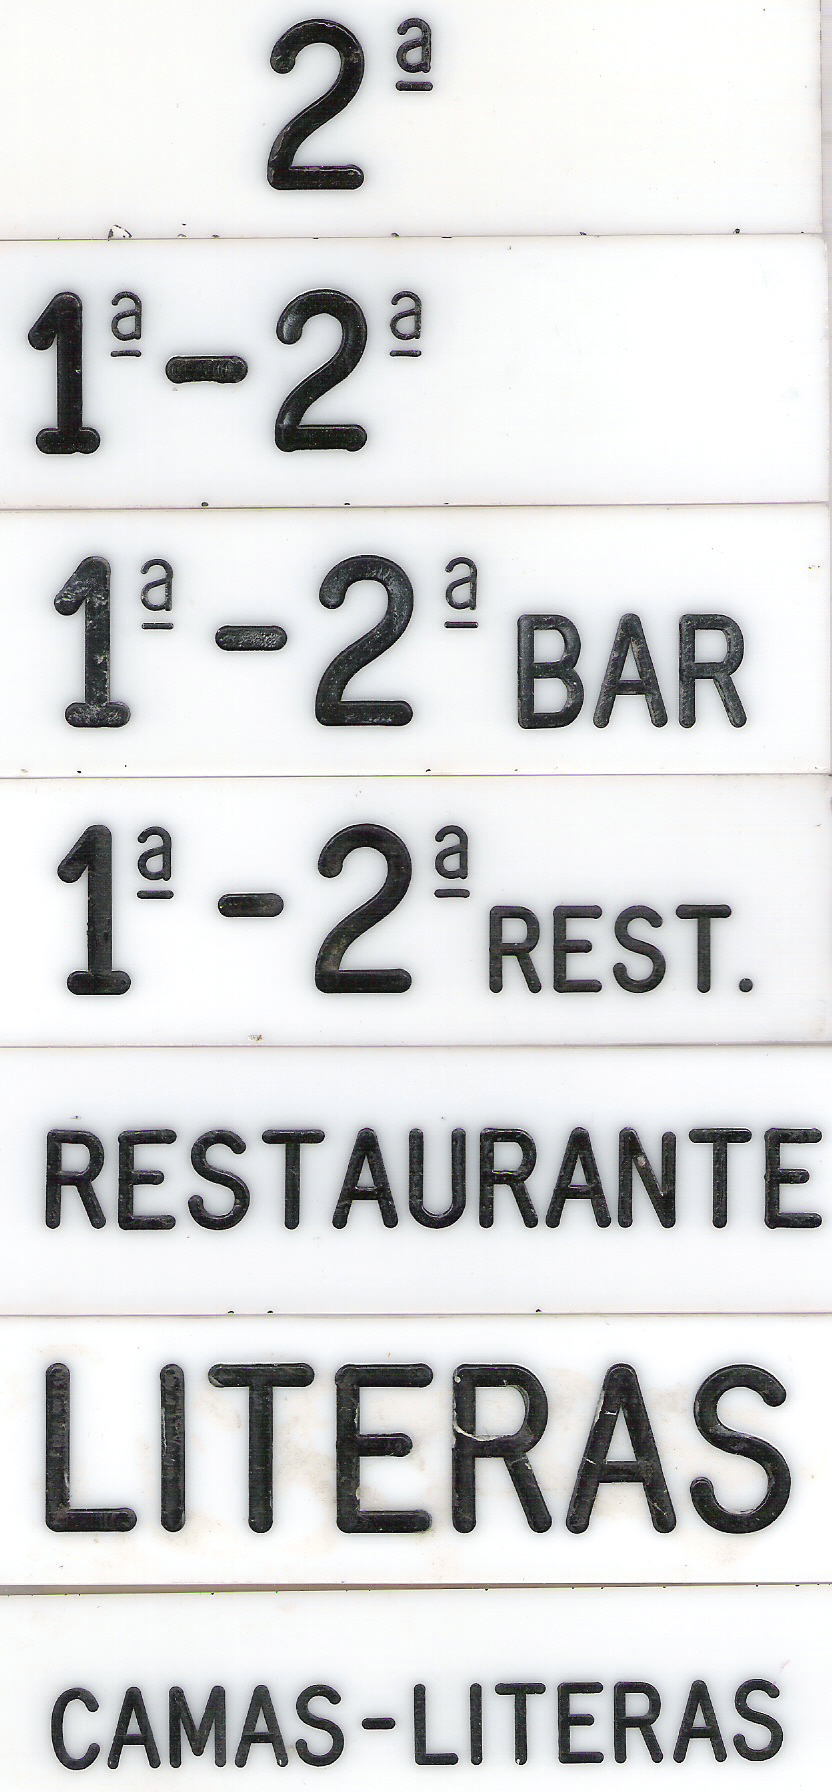 2ª
1ª-2ª
1ª-2ª BAR
1ª-2ª REST.
RESTAURANTE
LITERAS
CAMAS-LITERAS